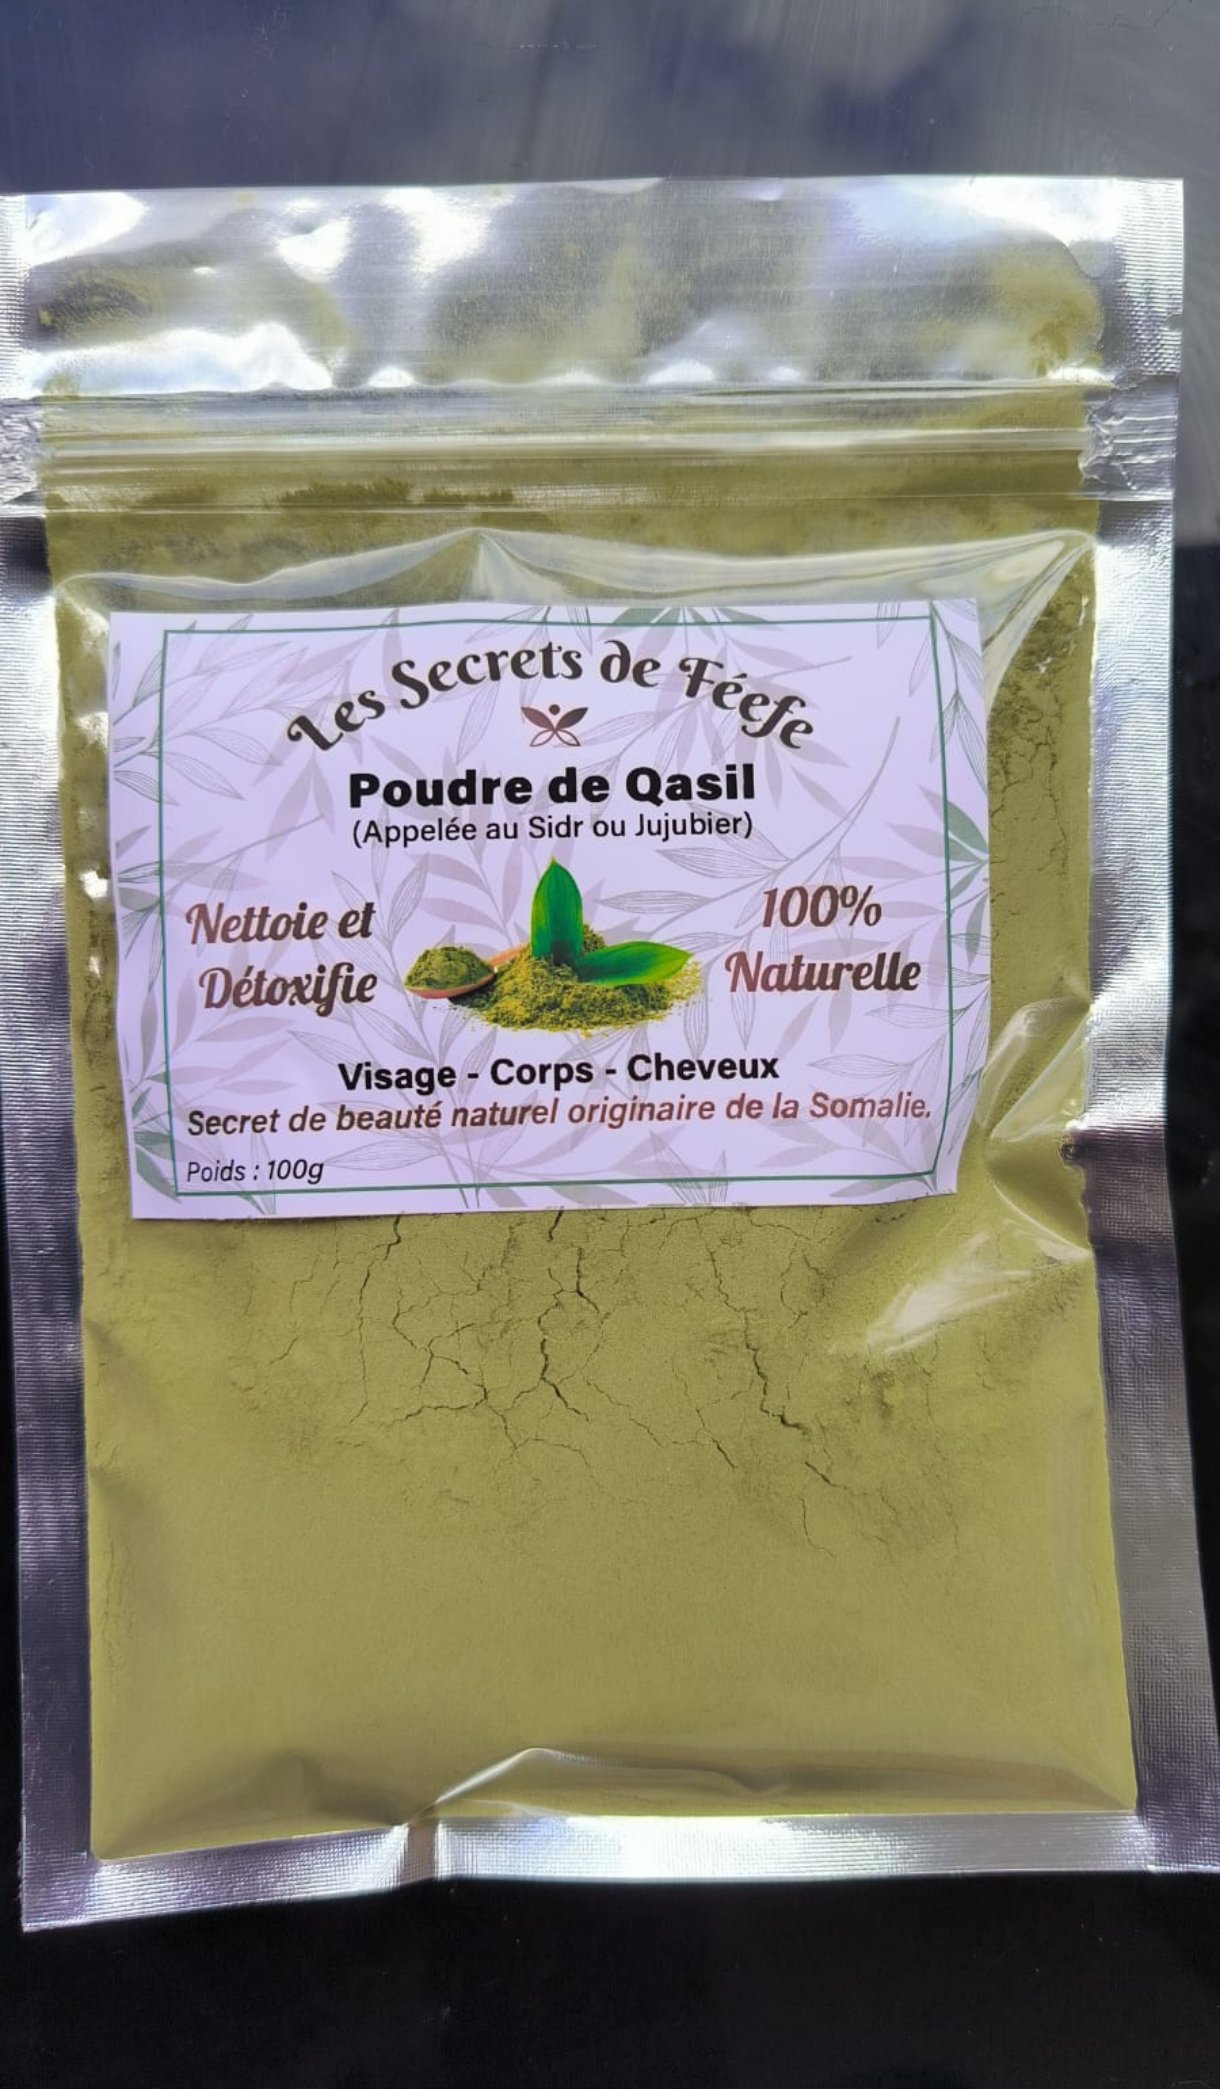 Les Secrets de Féefe
Poudre de Qasil
(Appelée au Sidr ou Jujubier)
Nettoie et
Détoxifie
100%
Naturelle
Visage - Corps - Cheveux
Secret de beauté naturel originaire de la Somalie.
Poids : 100g